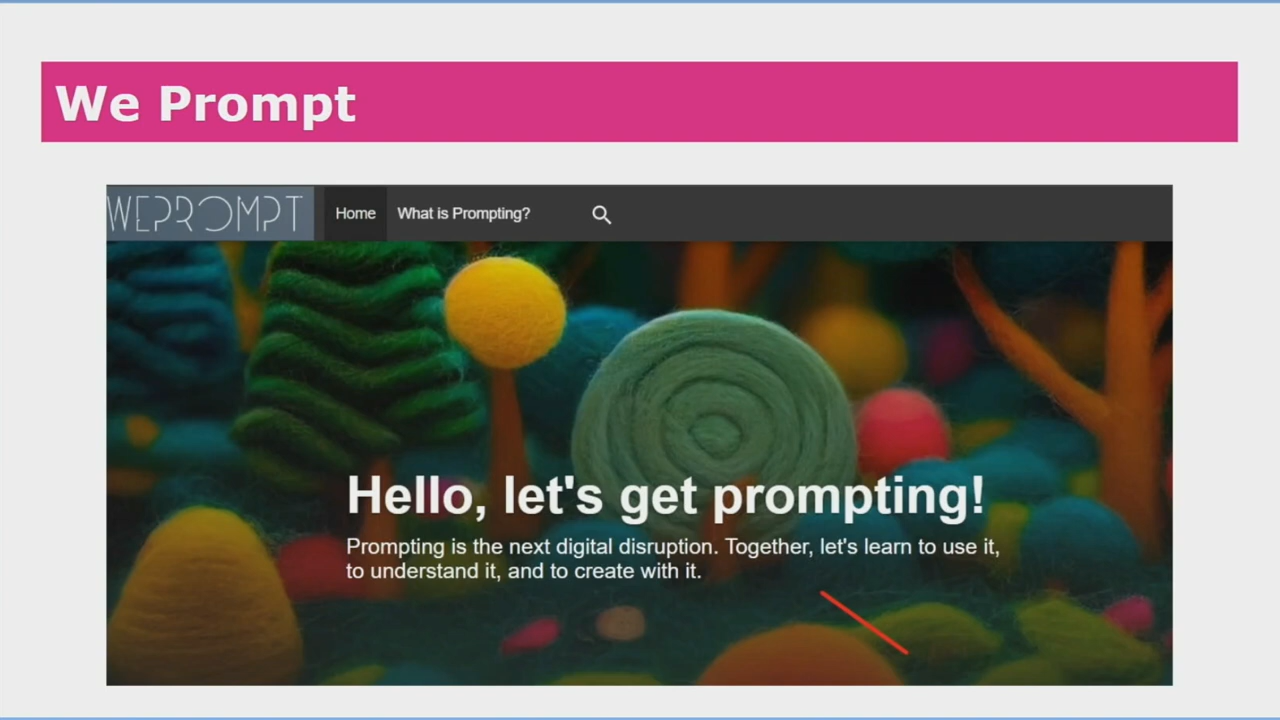 We Prompt
WEPROMPT
Home
What is Prompting?
Hello, let's get prompting!
Prompting is the next digital disruption. Together, let's learn to use it,
to understand it, and to create with it.